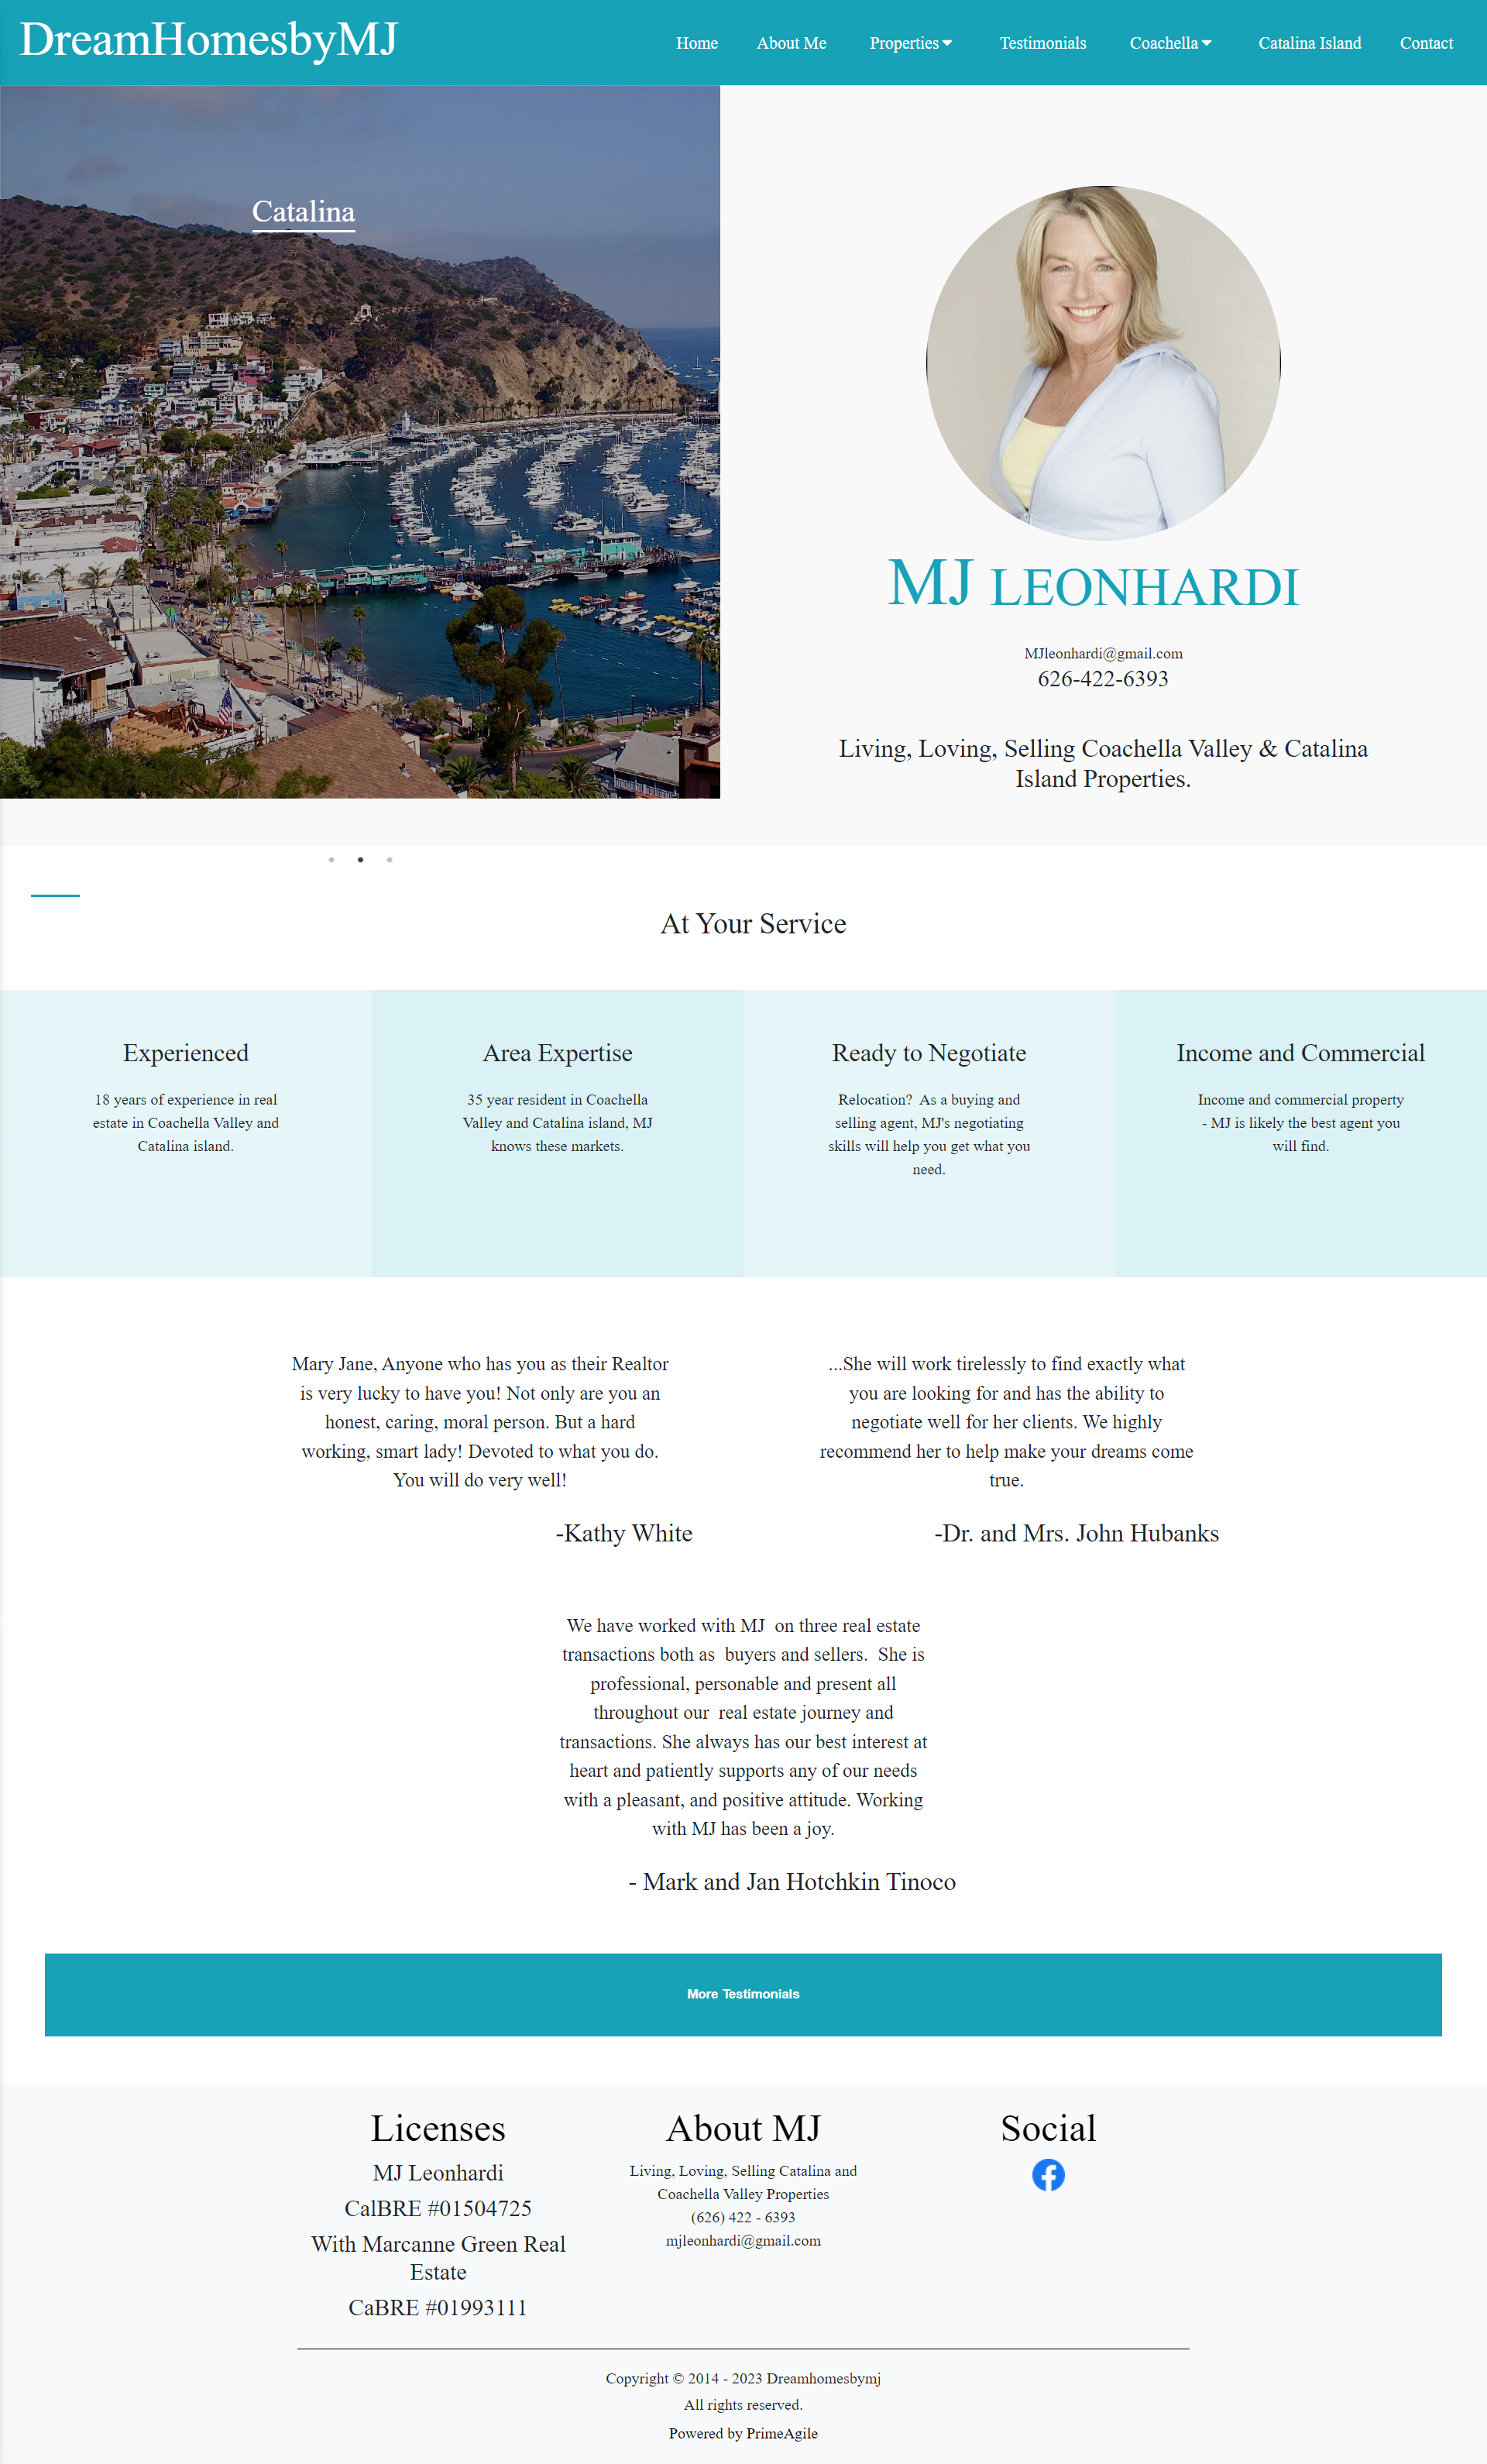 DreamHomesbyMJ
Home About Me Properties Testimonials Coachella Catalina Island Contact
Catalina
MJ LEONHARDI
MJleonhardi@gmail.com
626-422-6393
Living, Loving, Selling Coachella Valley & Catalina
Island Properties.
At Your Service
Experienced
18 years of experience in real
estate in Coachella Valley and
Catalina island.
Area Expertise
35 year resident in Coachella
Valley and Catalina island, MJ
knows these markets.
Ready to Negotiate
Relocation?  As a buying and
selling agent, MJ's negotiating
skills will help you get what you
need.
Income and Commercial
Income and commercial property
- MJ is likely the best agent you
will find.
Mary Jane, Anyone who has you as their Realtor
is very lucky to have you! Not only are you an
honest, caring, moral person. But a hard
working, smart lady! Devoted to what you do.
You will do very well!
-Kathy White
...She will work tirelessly to find exactly what
you are looking for and has the ability to
negotiate well for her clients. We highly
recommend her to help make your dreams come
true.
-Dr. and Mrs. John Hubanks
We have worked with MJ  on three real estate
transactions both as  buyers and sellers.  She is
professional, personable and present all
throughout our  real estate journey and
transactions. She always has our best interest at
heart and patiently supports any of our needs
with a pleasant, and positive attitude. Working
with MJ has been a joy.
- Mark and Jan Hotchkin Tinoco
More Testimonials
Licenses
MJ Leonhardi
CalBRE #01504725
With Marcanne Green Real
Estate
CaBRE #01993111
About MJ
Living, Loving, Selling Catalina and
Coachella Valley Properties
(626) 422 - 6393
mjleonhardi@gmail.com
Social
Copyright © 2014 - 2023 Dreamhomesbymj
All rights reserved.
Powered by PrimeAgile